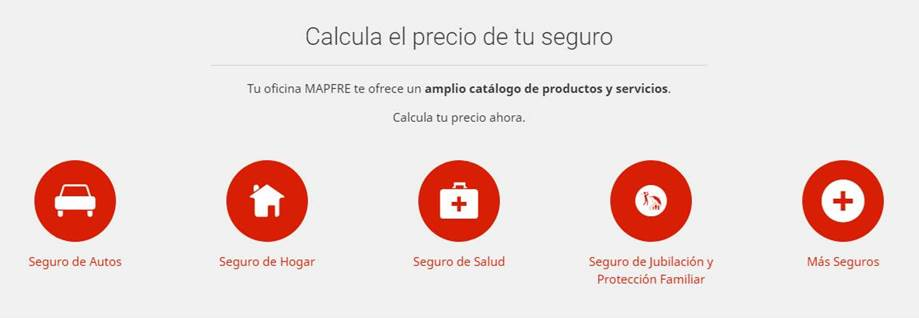 Calcula el precio de tu seguro
Tu oficina MAPFRE te ofrece un amplio catálogo de productos y servicios.
Calcula tu precio ahora.
Seguro de Autos
Seguro de Hogar
Seguro de Salud
Seguro de Jubilación y
Protección Familiar
Más Seguros